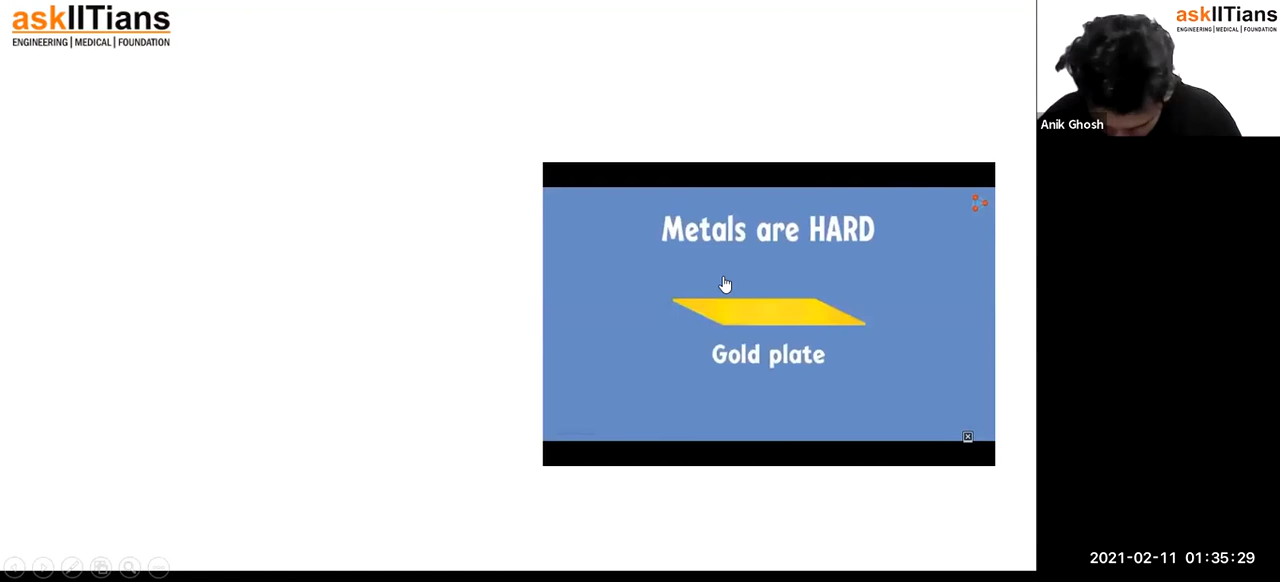 askIITians
ENGINEERING | MEDICAL | FOUNDATION
askIITians
ENGINEERING | MEDICAL | FOUNDATION
Anik Ghosh
Metals are HARD
Gold plate
2021-02-11 01:35:29